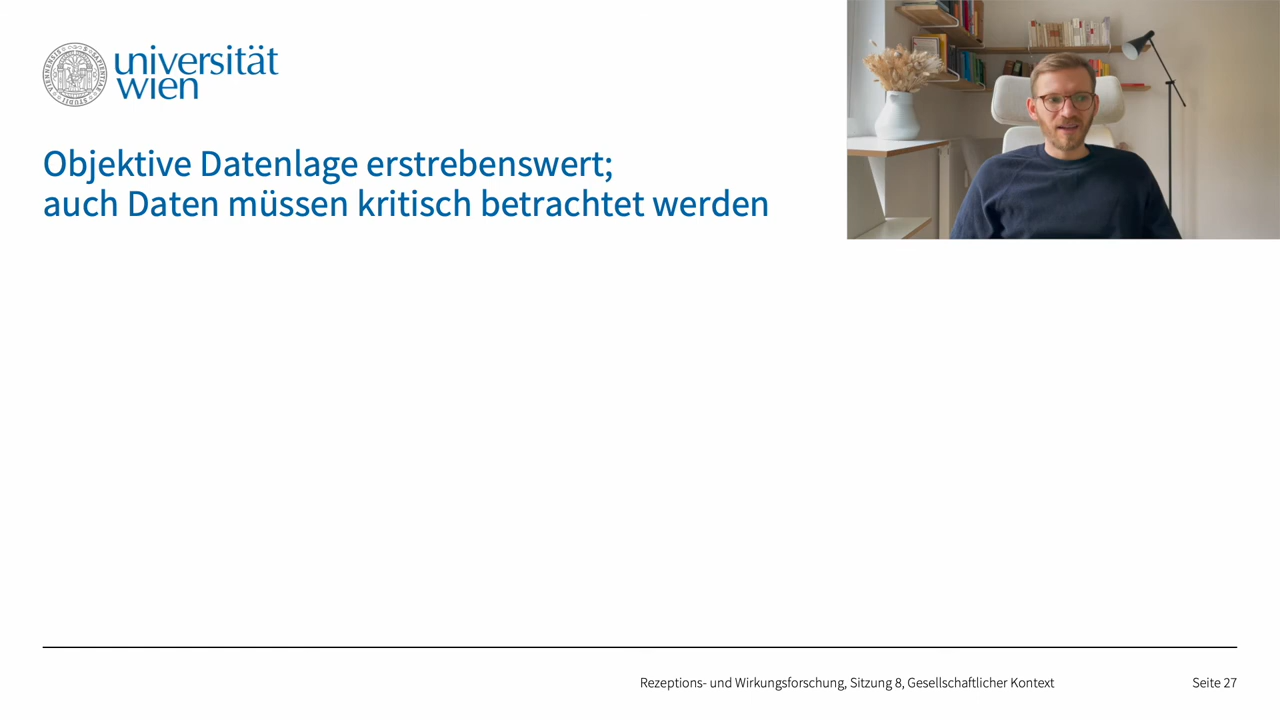 universität
wien
Objektive Datenlage erstrebenswert;
auch Daten müssen kritisch betrachtet werden
Rezeptions- und Wirkungsforschung, Sitzung 8, Gesellschaftlicher Kontext
Seite 27